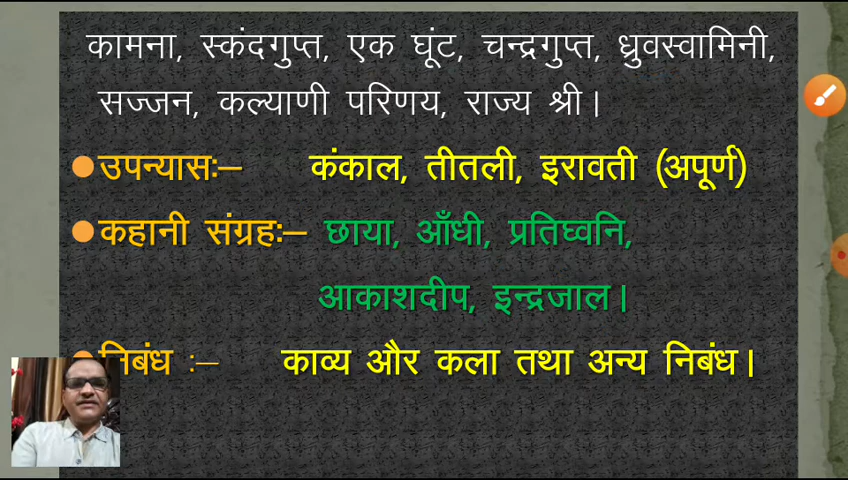 कामना, स्कंदगुप्त, एक घूंट, चन्द्रगुप्त, ध्रुवस्वामिनी,
सज्जन, कल्याणी परिणय, राज्य श्री।
उपन्यासः– कंकाल, तीतली, इरावती (अपूर्ण)
कहानी संग्रहः– छाया, आँधी, प्रतिघ्वनि,
आकाशदीप, इन्द्रजाल।
निबंध :– काव्य और कला तथा अन्य निबंध।